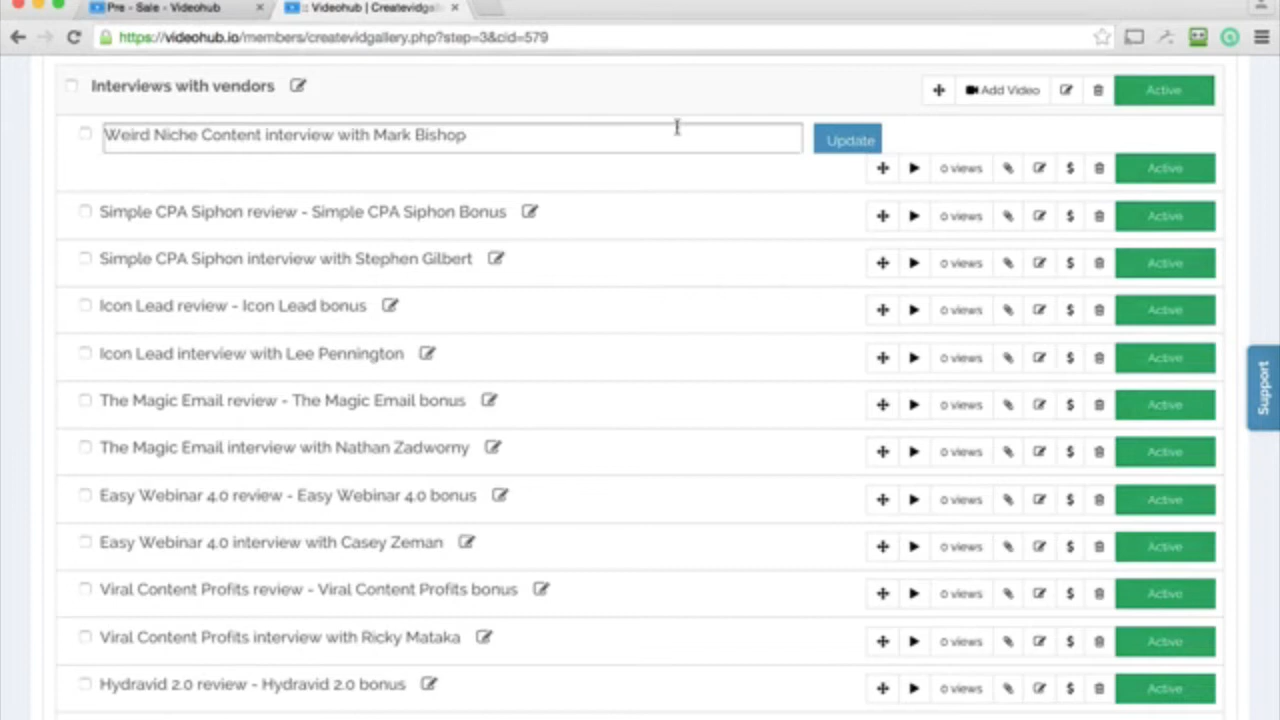 Pre - Sale - Videohub
:: Videohub | Createvidgall
https://videohub.io/members/createvidgallery.php?step=3&cid=579
Interviews with vendors
Add Video
Active
Weird Niche Content interview with Mark Bishop
Update
0 views $ Active
Simple CPA Siphon review - Simple CPA Siphon Bonus
0 views $ Active
Simple CPA Siphon interview with Stephen Gilbert
0 views $ Active
Icon Lead review - Icon Lead bonus
0 views $ Active
Icon Lead interview with Lee Pennington
0 views $ Active
The Magic Email review - The Magic Email bonus
0 views $ Active
The Magic Email interview with Nathan Zadworny
0 views $ Active
Easy Webinar 4.0 review - Easy Webinar 4.0 bonus
0 views $ Active
Easy Webinar 4.0 interview with Casey Zeman
0 views $ Active
Viral Content Profits review - Viral Content Profits bonus
0 views $ Active
Viral Content Profits interview with Ricky Mataka
0 views $ Active
Hydravid 2.0 review - Hydravid 2.0 bonus
0 views $ Active
Support